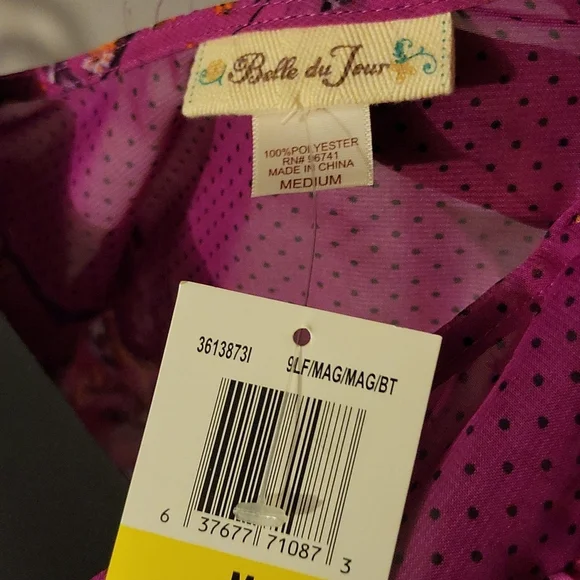 Belle du Jour
100%POLYESTER
RN# 96741
MADE IN CHINA
MEDIUM
3613873I
9LF/MAG/MAG/BT
6 37677 71087 3
M